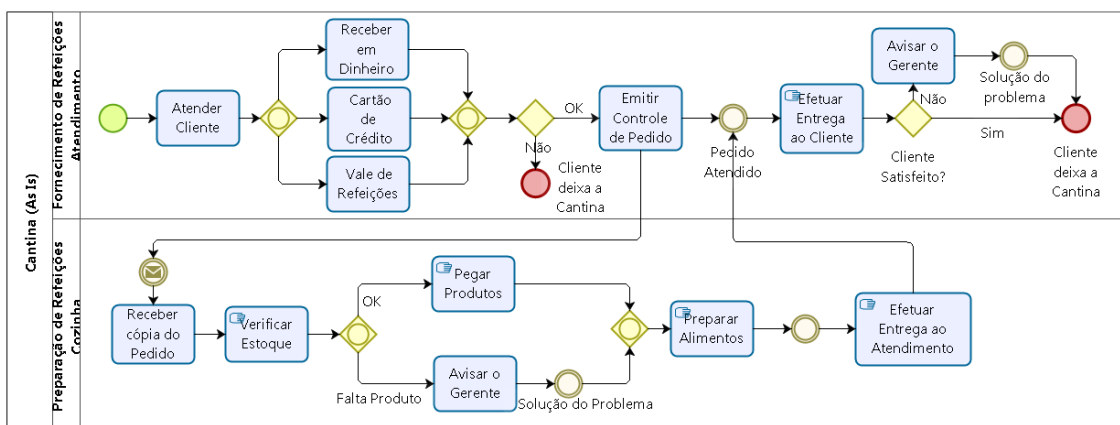 Cantina (As Is)
Fornecimento de Refeições
Atendimento
Atender
Cliente
Receber
em
Dinheiro
Cartão
de
Crédito
Vale de
Refeições
OK
Não
Cliente
deixa a
Cantina
Emitir
Controle
de Pedido
Pedido
Atendido
Efetuar
Entrega
ao Cliente
Cliente
Satisfeito?
Não
Sim
Avisar o
Gerente
Solução do
problema
Cliente
deixa a
Cantina
Preparação de Refeições
Cozinha
Receber
cópia do
Pedido
Verificar
Estoque
OK
Falta Produto
Pegar
Produtos
Avisar o
Gerente
Solução do Problema
Preparar
Alimentos
Efetuar
Entrega ao
Atendimento